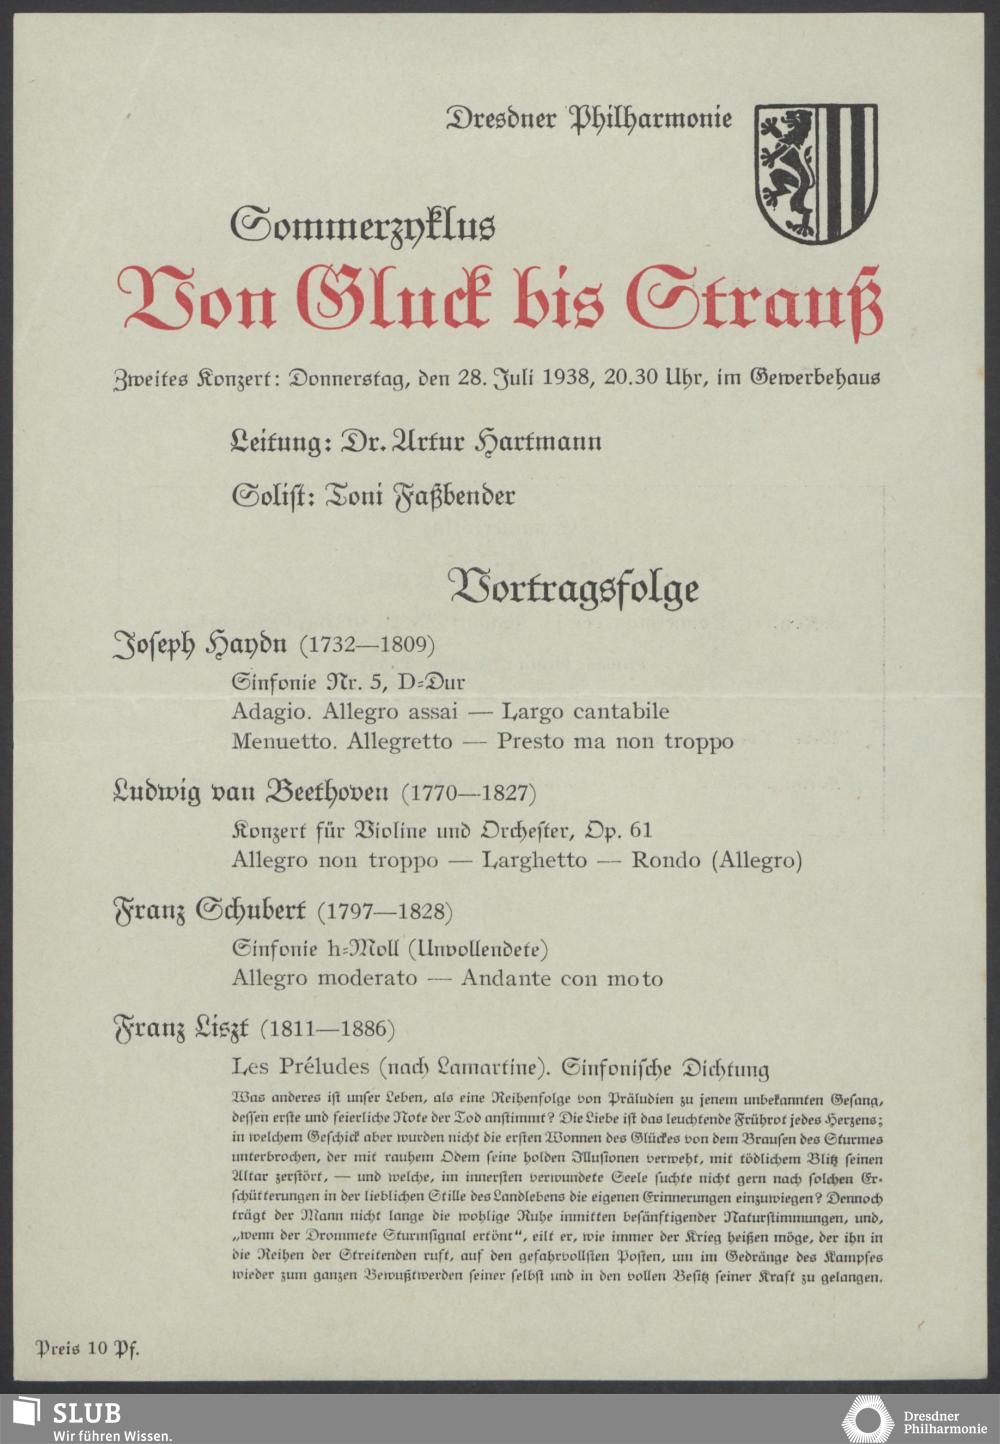 Dresdner Philharmonie
Sommerzyklus
Von Gluck bis Strauß
Zweites Konzert: Donnerstag, den 28. Juli 1938, 20.30 Uhr, im Gewerbehaus
Leitung: Dr. Artur Hartmann
Solist: Toni Faßbender
Vortragsfolge
Joseph Haydn (1732—1809)
Sinfonie Nr. 5, D-Dur
Adagio. Allegro assai — Largo cantabile
Menuetto. Allegretto — Presto ma non troppo
Ludwig van Beethoven (1770—1827)
Konzert für Violine und Orchester, Op. 61
Allegro non troppo — Larghetto — Rondo (Allegro)
Franz Schubert (1797—1828)
Sinfonie h-Moll (Unvollendete)
Allegro moderato — Andante con moto
Franz Liszt (1811—1886)
Les Préludes (nach Lamartine). Sinfonische Dichtung
Was anderes ist unser Leben, als eine Reihenfolge von Präludien zu jenem unbekannten Gesang,
dessen erste und feierliche Note der Tod anstimmt? Die Liebe ist das leuchtende Frührot jedes Herzens;
in welchem Geschick aber wurden nicht die ersten Wonnen des Glückes von dem Brausen des Sturmes
unterbrochen, der mit rauhem Odem seine holden Illusionen verweht, mit tödlichem Blitz seinen
Altar zerstört, — und welche, im innersten verwundete Seele suchte nicht gern nach solchen Er-
schütterungen in der lieblichen Stille des Landlebens die eigenen Erinnerungen einzuwiegen? Dennoch
trägt der Mann nicht lange die wohlige Ruhe inmitten besänftigender Naturstimmungen, und,
„wenn der Drommete Sturmsignal ertönt“, eilt er, wie immer der Krieg heißen möge, der ihn in
die Reihen der Streitenden ruft, auf den gefahrvollsten Posten, um im Gedränge des Kampfes
wieder zum ganzen Bewußtwerden seiner selbst und in den vollen Besitz seiner Kraft zu gelangen.
Preis 10 Pf.
SLUB
Wir führen Wissen.
Dresdner
Philharmonie